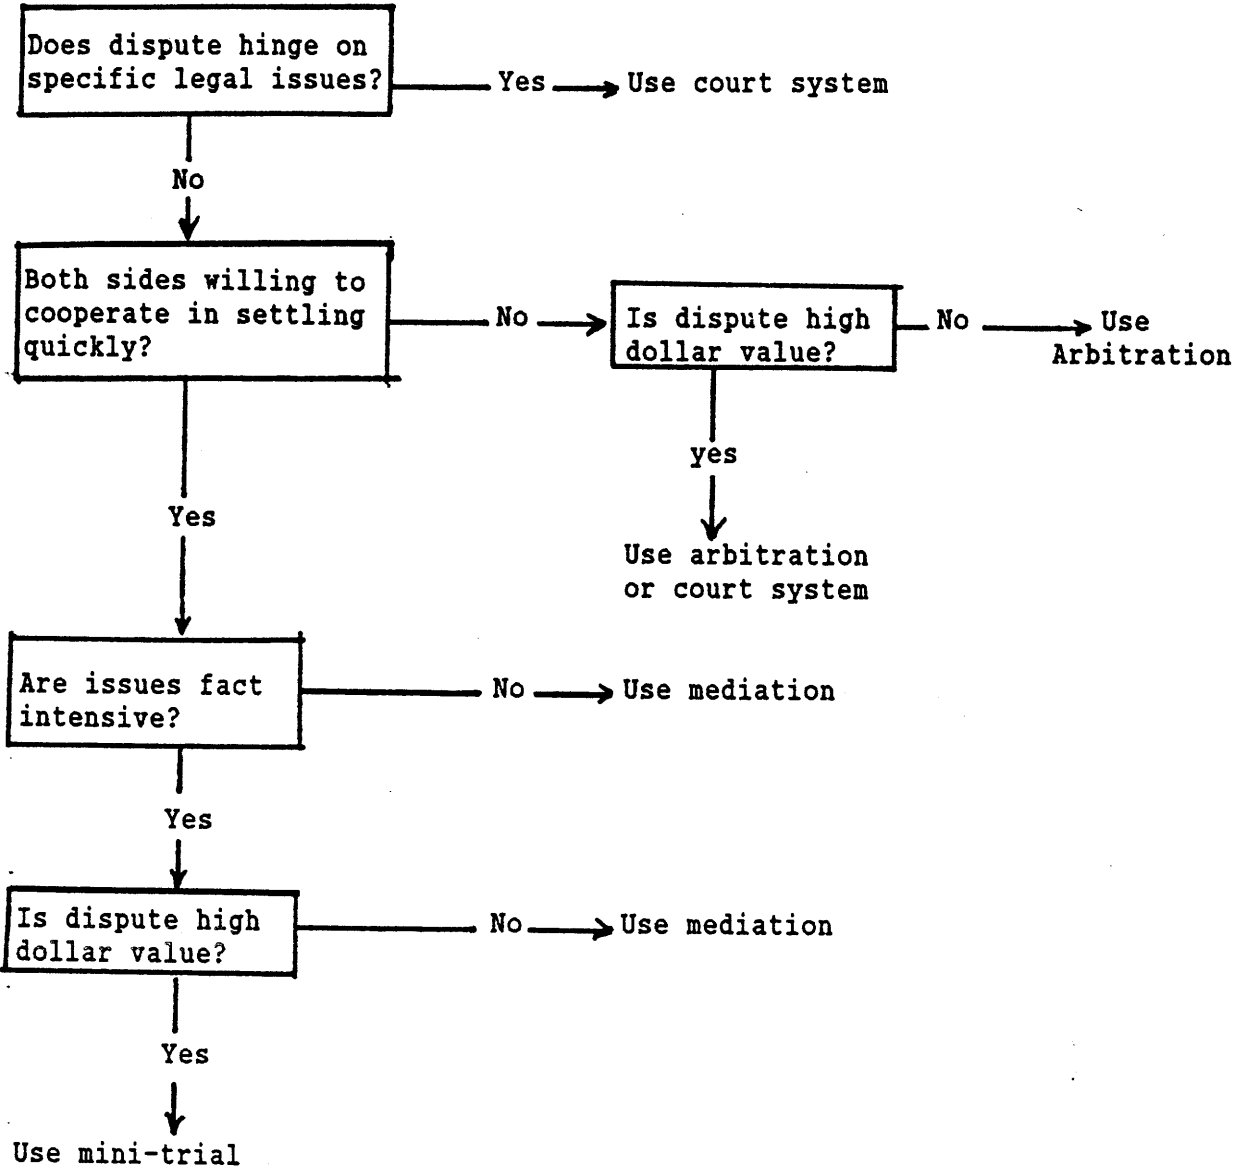 Does dispute hinge on
specific legal issues?
Yes
Use court system
No
Both sides willing to
cooperate in settling
quickly?
No
Is dispute high
dollar value?
No
Use
Arbitration
yes
Use arbitration
or court system
Yes
Are issues fact
intensive?
No
Use mediation
Yes
Is dispute high
dollar value?
No
Use mediation
Yes
Use mini-trial